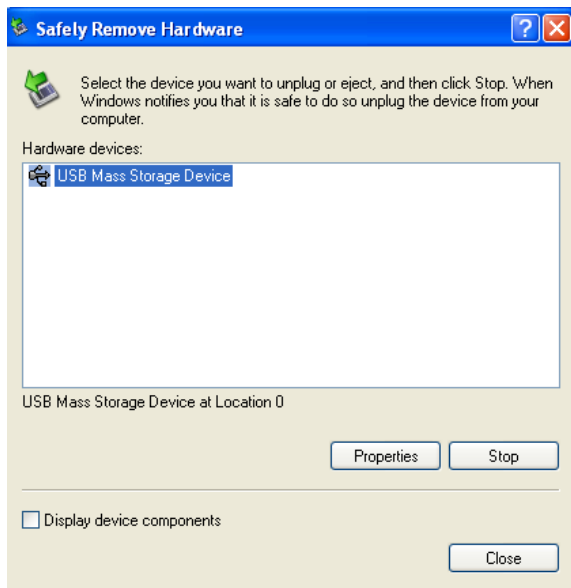 Safely Remove Hardware
Select the device you want to unplug or eject, and then click Stop. When
Windows notifies you that it is safe to do so unplug the device from your
computer.
Hardware devices:
USB Mass Storage Device
USB Mass Storage Device at Location 0
Properties Stop
Display device components
Close